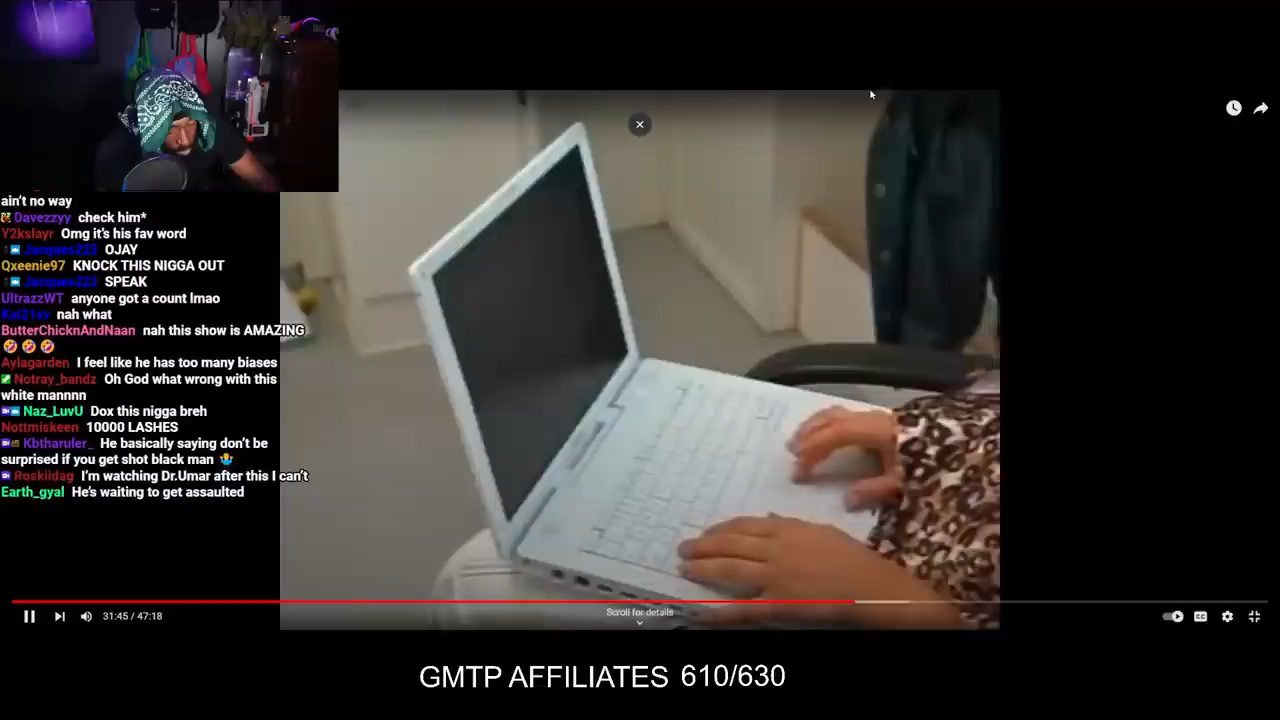 ain't no way
Davezzyy check him*
Y2kslayr Omg it's his fav word
Jacques223 OJAY
Qxeenie97 KNOCK THIS NIGGA OUT
Jacques223 SPEAK
UltrazzWT anyone got a count lmao
nah what
ButterChicknAndNaan nah this show is AMAZING
Aylagarden I feel like he has too many biases
Notray_bandz Oh God what wrong with this
white mannnn
Naz_LuvU Dox this nigga breh
Nottmiskeen 10000 LASHES
Kbtharuler_ He basically saying don't be
surprised if you get shot black man
Roskiidag I'm watching Dr.Umar after this I can't
Earth_gyal He's waiting to get assaulted
31:45 / 47:18
Scroll for details
GMTP AFFILIATES 610/630